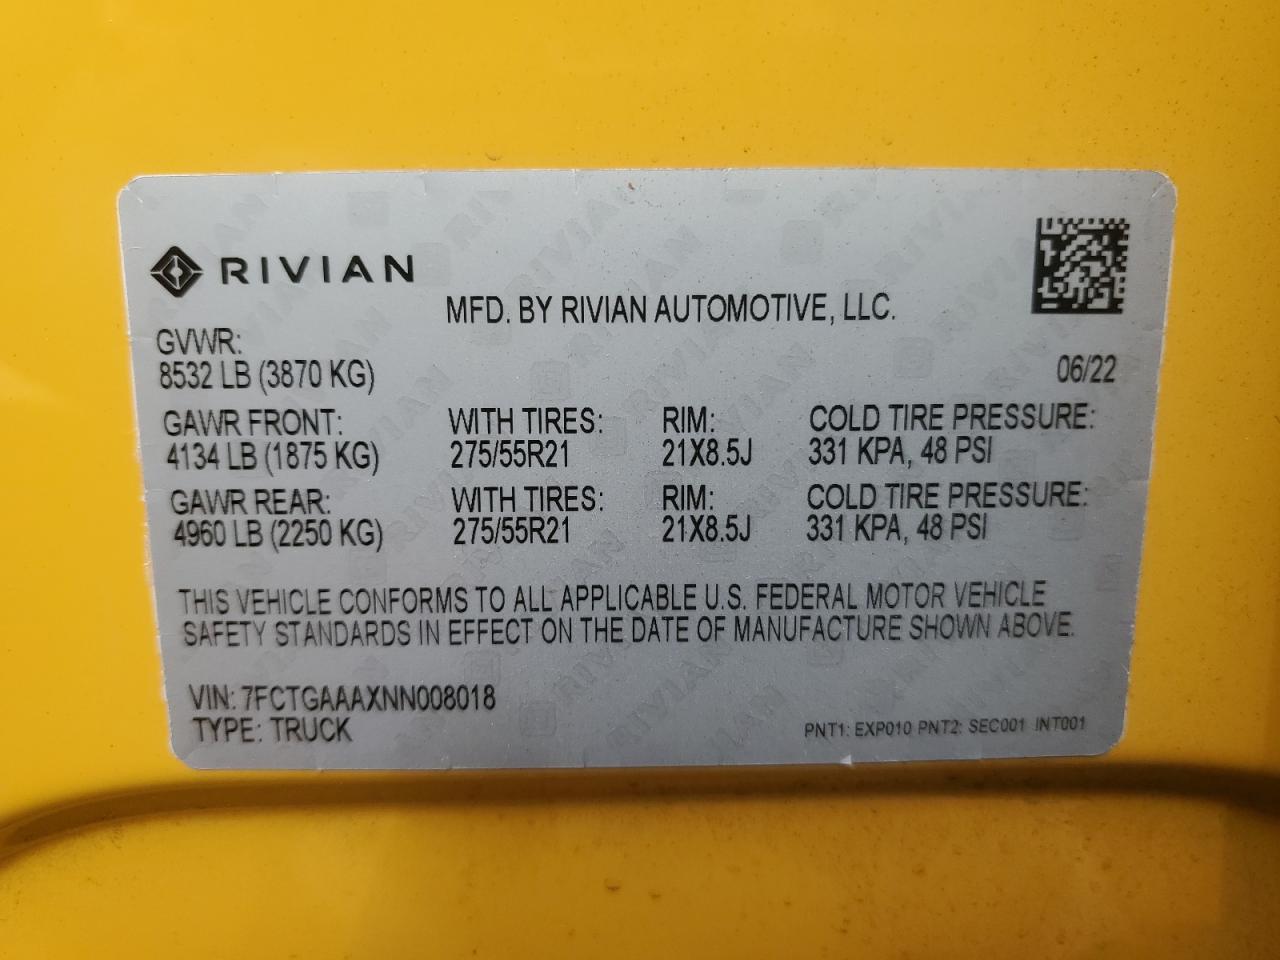 RIVIAN
MFD. BY RIVIAN AUTOMOTIVE, LLC.
GVWR:
8532 LB (3870 KG)
06/22
GAWR FRONT: WITH TIRES: RIM: COLD TIRE PRESSURE:
4134 LB (1875 KG) 275/55R21 21X8.5J 331 KPA, 48 PSI
GAWR REAR: WITH TIRES: RIM: COLD TIRE PRESSURE:
4960 LB (2250 KG) 275/55R21 21X8.5J 331 KPA, 48 PSI
THIS VEHICLE CONFORMS TO ALL APPLICABLE U.S. FEDERAL MOTOR VEHICLE
SAFETY STANDARDS IN EFFECT ON THE DATE OF MANUFACTURE SHOWN ABOVE.
VIN: 7FCTGAAAXNN008018
TYPE: TRUCK
PNT1: EXP010 PNT2: SEC001 INT001